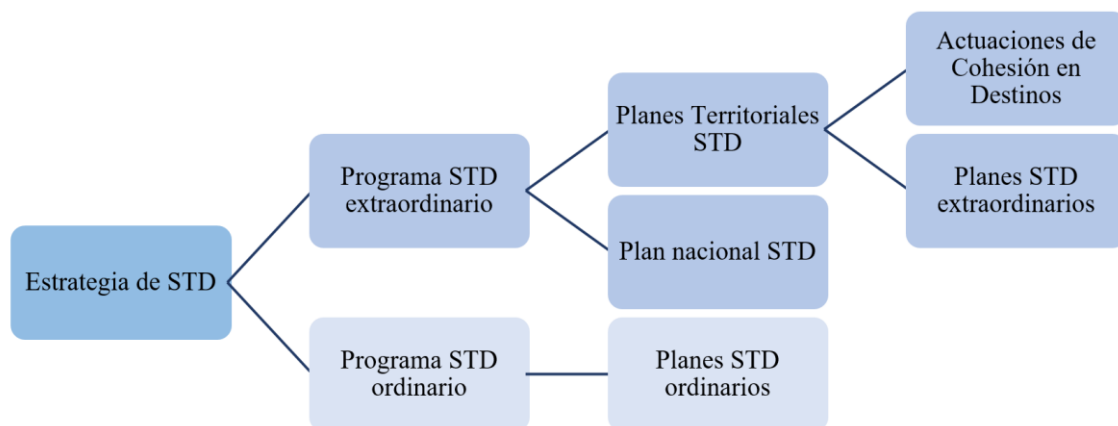 Estrategia de STD
Programa STD
extraordinario
Planes Territoriales
STD
Actuaciones de
Cohesión en
Destinos
Planes STD
extraordinarios
Plan nacional STD
Programa STD
ordinario
Planes STD
ordinarios